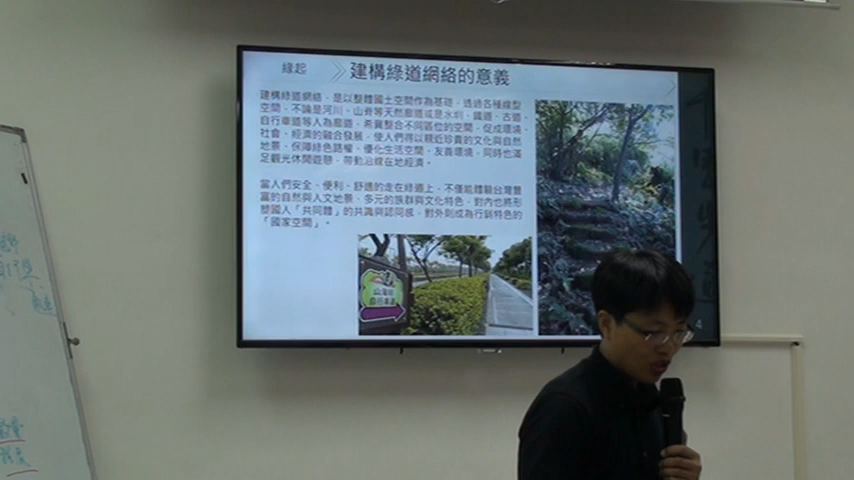 緣起
建構綠道網絡的意義
建構綠道網絡，是以整體國土空間作為基礎，透過各種線型
空間，不論是河川、山脊等天然廊道或是水圳、鐵道、古道、
自行車道等人為廊道，希冀整合不同區位的空間，促成環境、
社會、經濟的融合發展，使人們得以親近珍貴的文化與自然
地景、保障綠色路權、優化生活空間、友善環境，同時也滿
足觀光休閒遊憩，帶動沿線在地經濟。
當人們安全、便利、舒適的走在綠道上，不僅能體驗台灣豐
富的自然與人文地景、多元的族群與文化特色，對內也將形
塑國人「共同體」的共識與認同感，對外則成為行銷特色的
「國家空間」。
自行車道
4